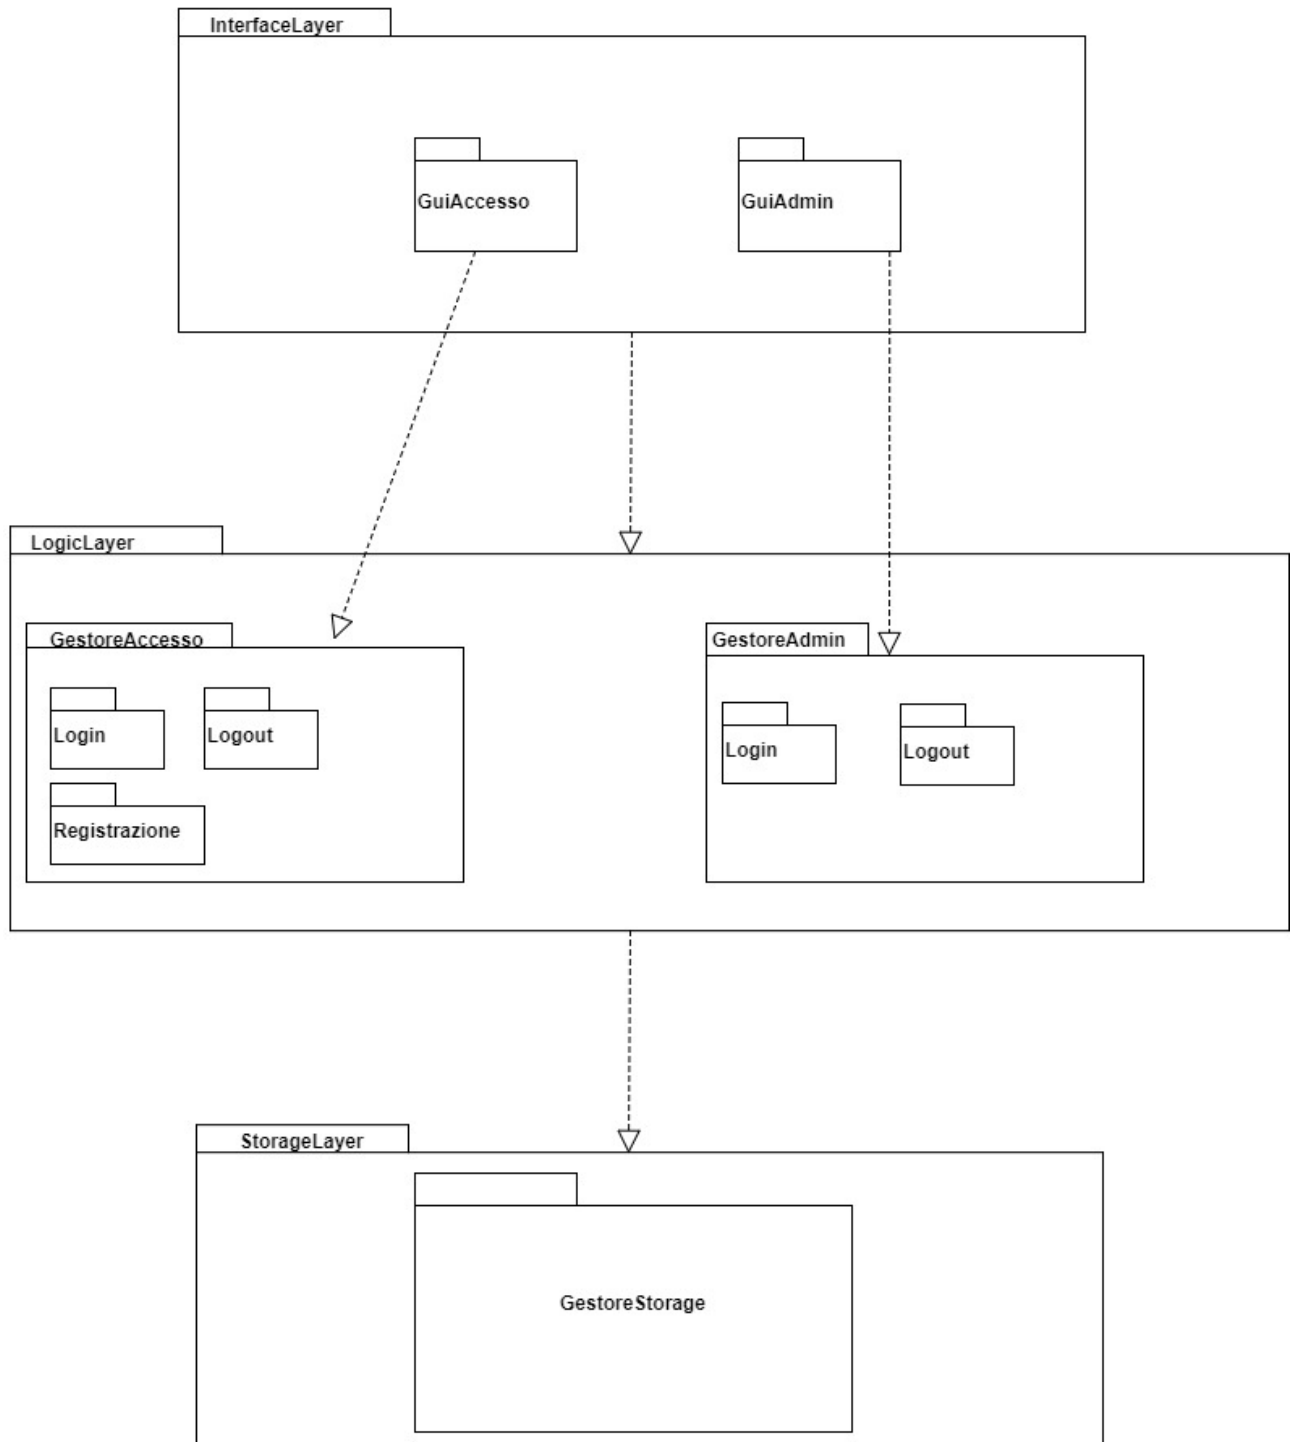 InterfaceLayer
GuiAccesso
GuiAdmin
LogicLayer
GestoreAccesso
GestoreAdmin
Login
Logout
Login
Logout
Registrazione
StorageLayer
GestoreStorage